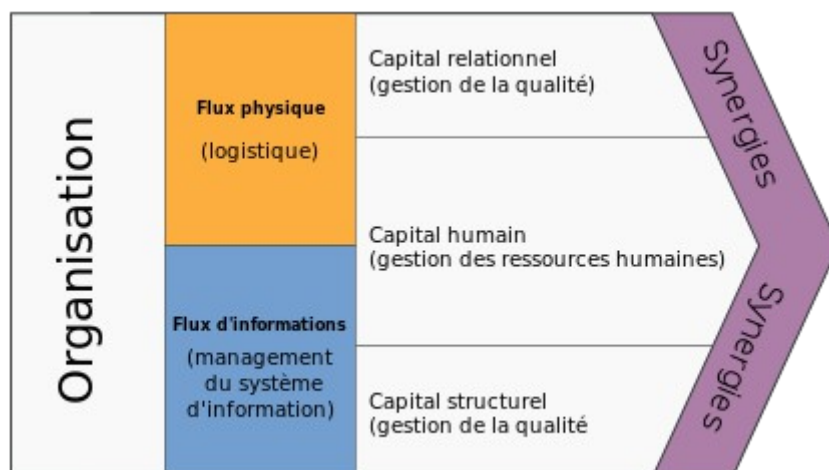 Organisation
Flux physique
(logistique)
Flux d'informations
(management
du système
d'information)
Capital relationnel
(gestion de la qualité)
Capital humain
(gestion des ressources humaines)
Capital structurel
(gestion de la qualité
Synergies
Synergies